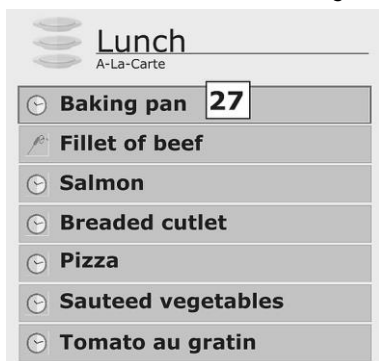 Lunch
A-La-Carte
Baking pan 27
Fillet of beef
Salmon
Breaded cutlet
Pizza
Sauteed vegetables
Tomato au gratin